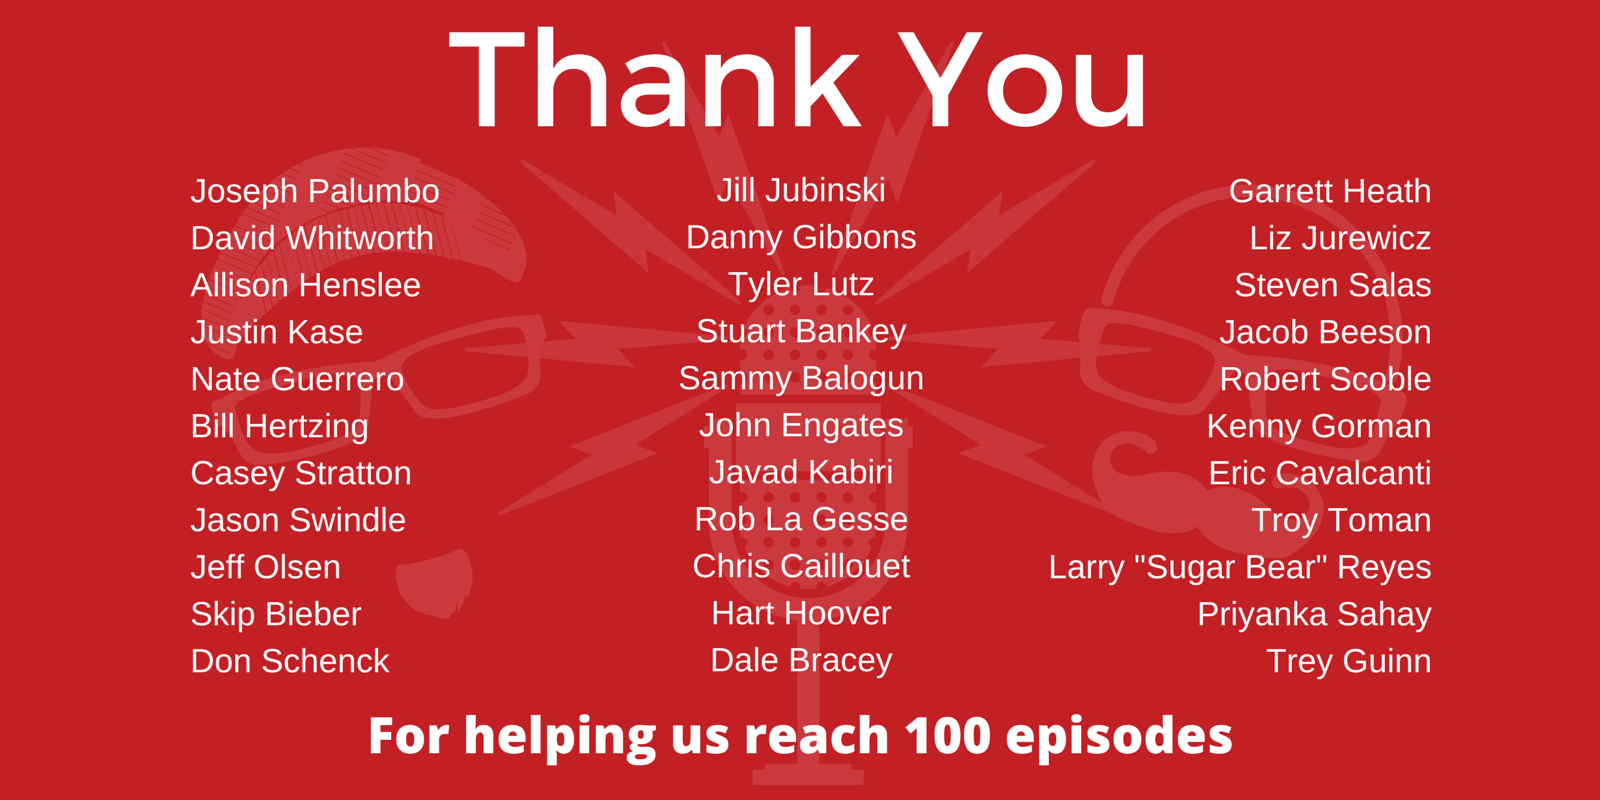 Thank You
Joseph Palumbo
David Whitworth
Allison Henslee
Justin Kase
Nate Guerrero
Bill Hertzing
Casey Stratton
Jason Swindle
Jeff Olsen
Skip Bieber
Don Schenck
Jill Jubinski
Danny Gibbons
Tyler Lutz
Stuart Bankey
Sammy Balogun
John Engates
Javad Kabiri
Rob La Gesse
Chris Caillouet
Hart Hoover
Dale Bracey
Garrett Heath
Liz Jurewicz
Steven Salas
Jacob Beeson
Robert Scoble
Kenny Gorman
Eric Cavalcanti
Troy Toman
Larry "Sugar Bear" Reyes
Priyanka Sahay
Trey Guinn
For helping us reach 100 episodes